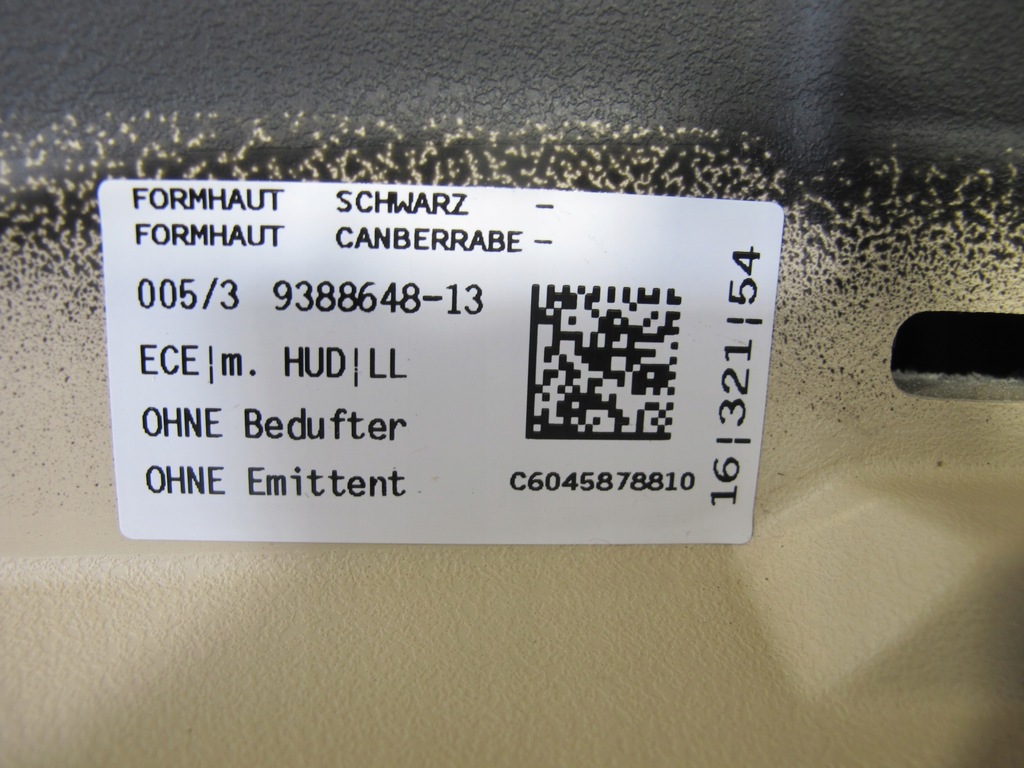 FORMHAUT SCHWARZ -
FORMHAUT CANBERRABE -
005/3 9388648-13
ECE|m. HUD|LL
OHNE Bedufter
OHNE Emittent
C6045878810
16|321|54